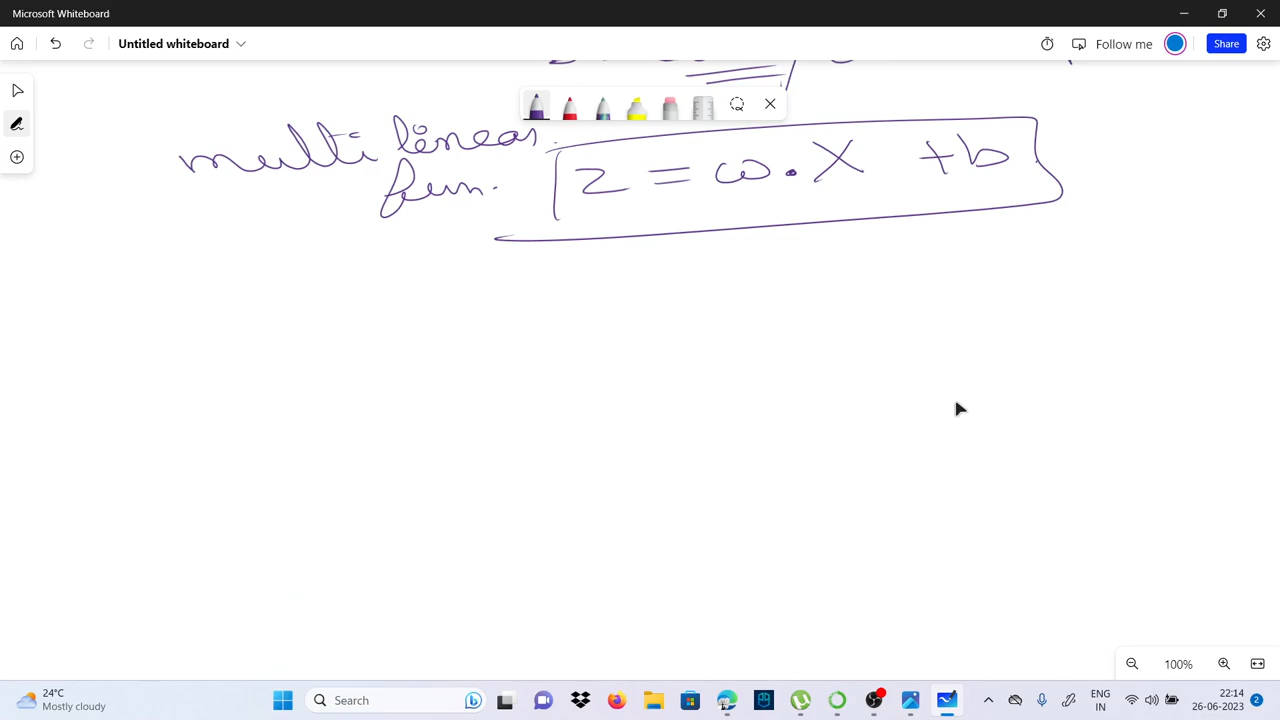 Microsoft Whiteboard
Untitled whiteboard
Follow me
Share
multi linear
fun.
z = ω . X + b
100%
24°C
Mostly cloudy
Search
ENG
IN
22:14
26-06-2023
2